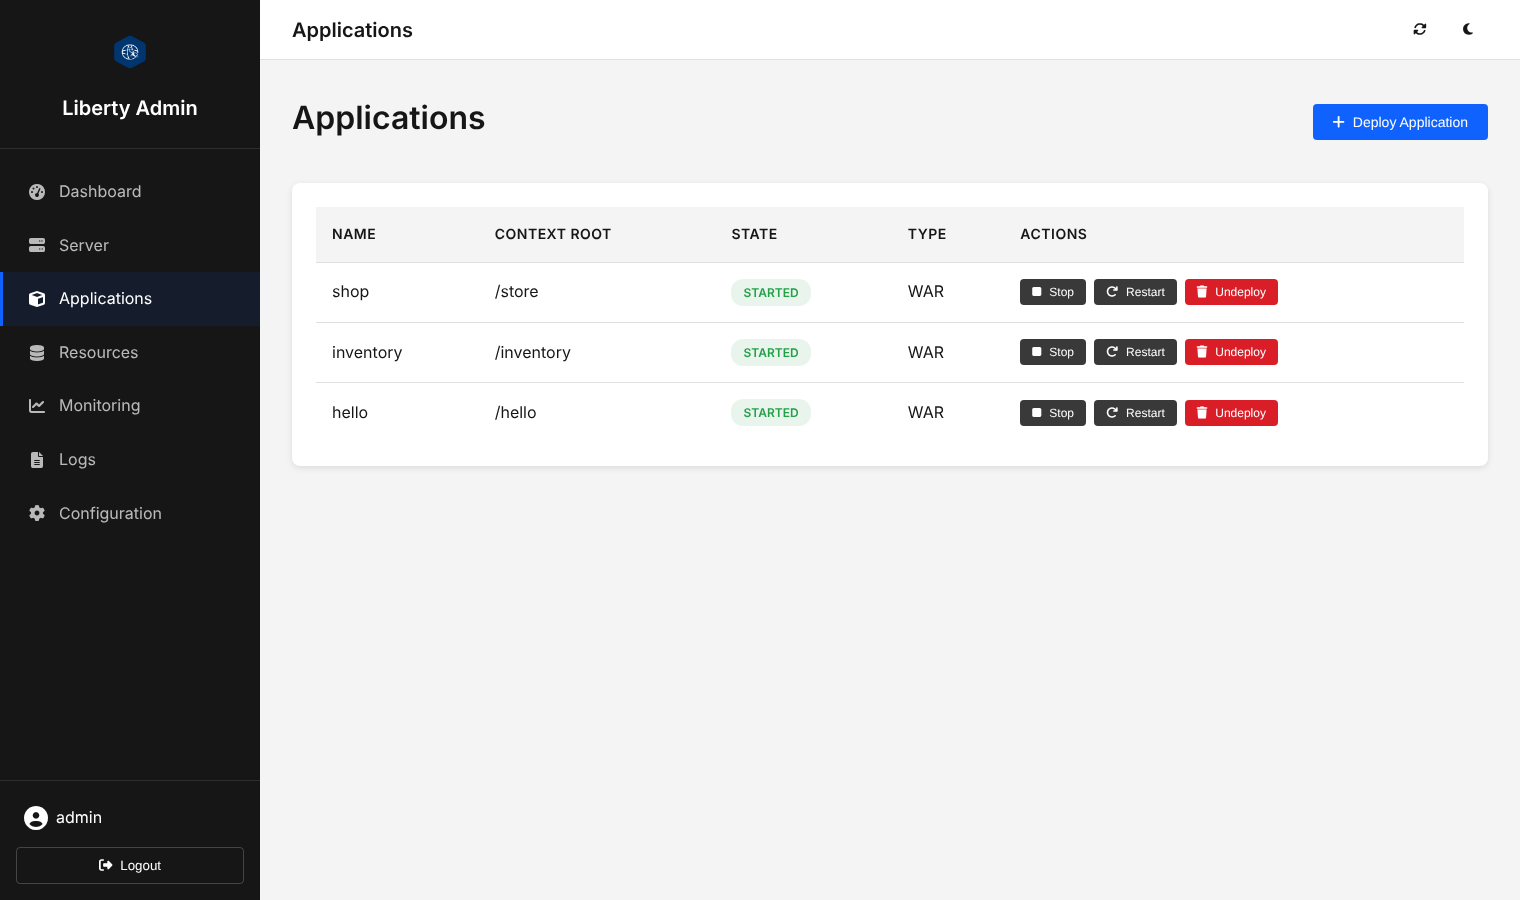 Liberty Admin
Dashboard
Server
Applications
Resources
Monitoring
Logs
Configuration
admin
Logout
Applications
Applications
Deploy Application
NAME CONTEXT ROOT STATE TYPE ACTIONS
shop /store STARTED WAR Stop Restart Undeploy
inventory /inventory STARTED WAR Stop Restart Undeploy
hello /hello STARTED WAR Stop Restart Undeploy